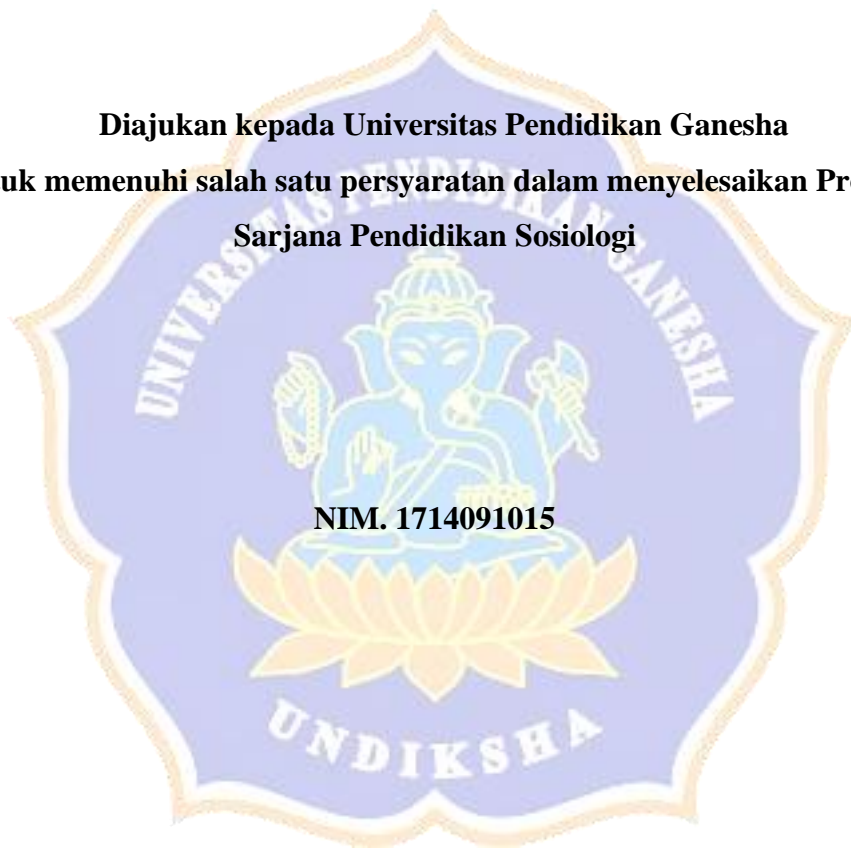 Diajukan kepada Universitas Pendidikan Ganesha
uk memenuhi salah satu persyaratan dalam menyelesaikan Pr
Sarjana Pendidikan Sosiologi
UNIVERSITAS PENDIDIKAN GANESHA
NIM. 1714091015
UNDIKSHA